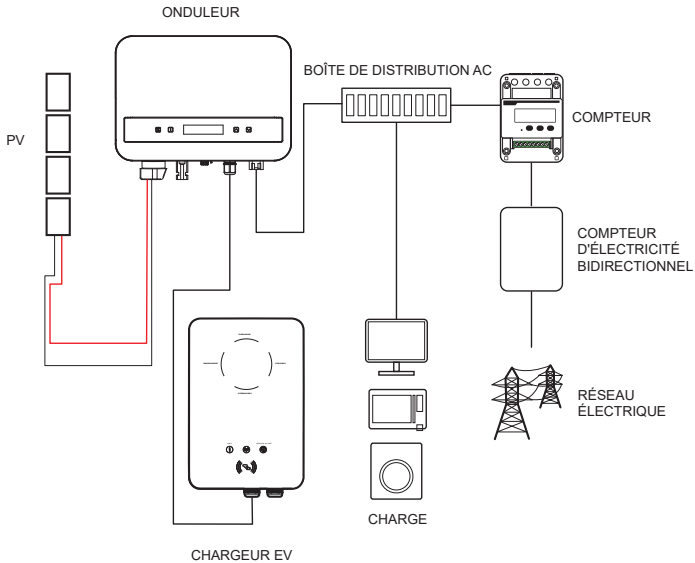 ONDULEUR
BOÎTE DE DISTRIBUTION AC
COMPTEUR
PV
COMPTEUR
D'ÉLECTRICITÉ
BIDIRECTIONNEL
RÉSEAU
ÉLECTRIQUE
CHARGE
CHARGEUR EV